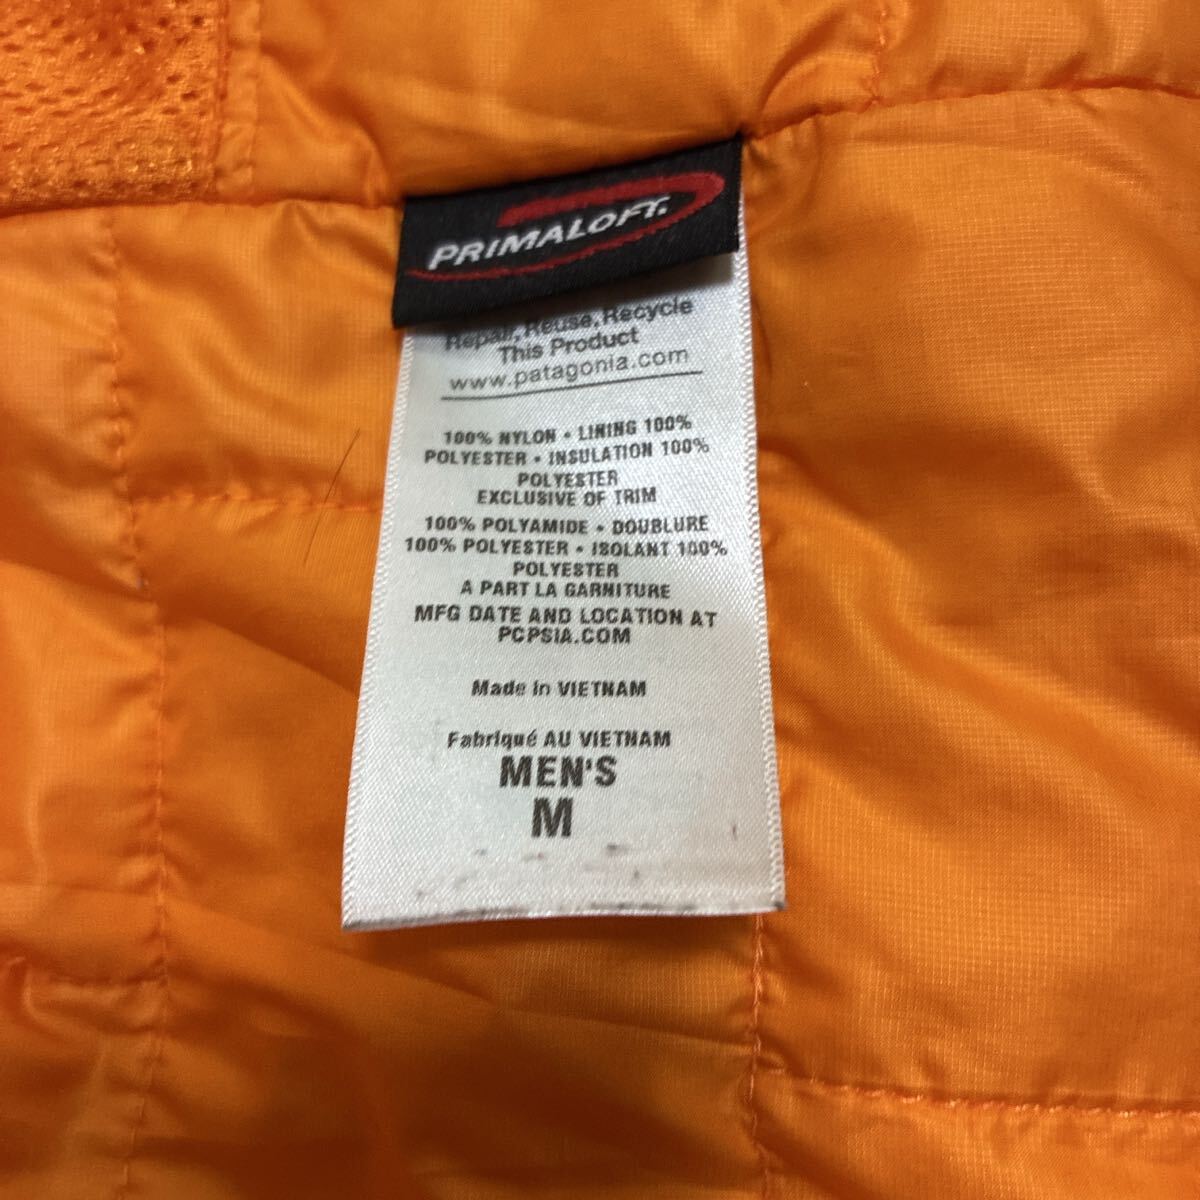 PRIMALOFT.
Repair, Reuse, Recycle
This Product
www.patagonia.com
100% NYLON • LINING 100%
POLYESTER • INSULATION 100%
POLYESTER
EXCLUSIVE OF TRIM
100% POLYAMIDE • DOUBLURE
100% POLYESTER • ISOLANT 100%
POLYESTER
A PART LA GARNITURE
MFG DATE AND LOCATION AT
PCPSIA.COM
Made in VIETNAM
Fabriqué AU VIETNAM
MEN'S
M